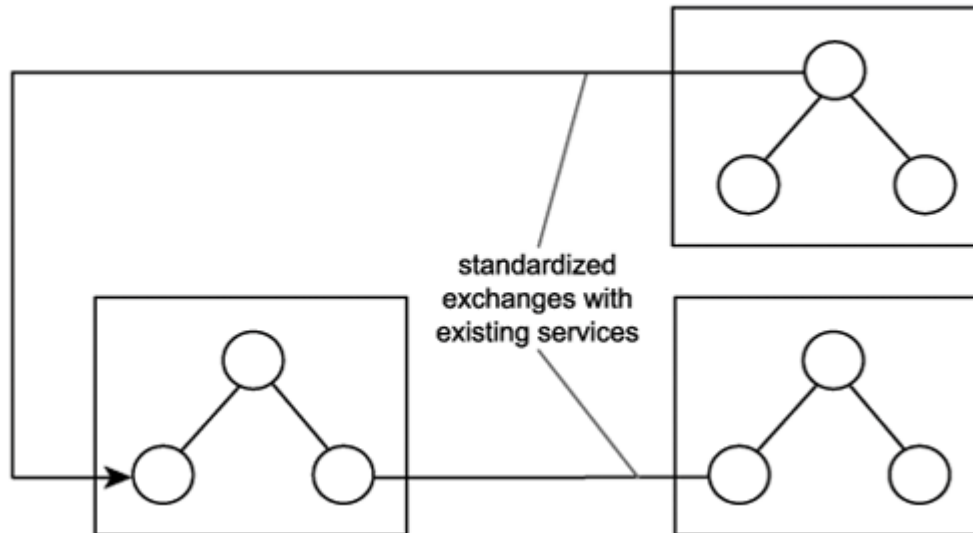 standardized
exchanges with
existing services